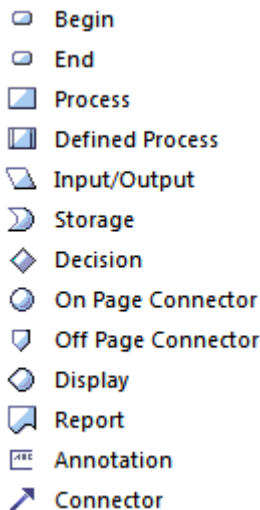 Begin
End
Process
Defined Process
Input/Output
Storage
Decision
On Page Connector
Off Page Connector
Display
Report
ABC Annotation
Connector